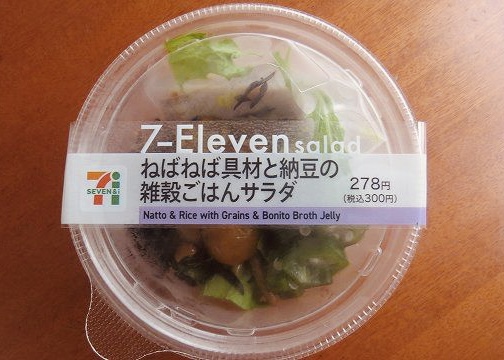 7-Eleven salad
ねばねば具材と納豆の
雑穀ごはんサラダ
278円
(税込300円)
Natto & Rice with Grains & Bonito Broth Jelly
7
SEVEN&i